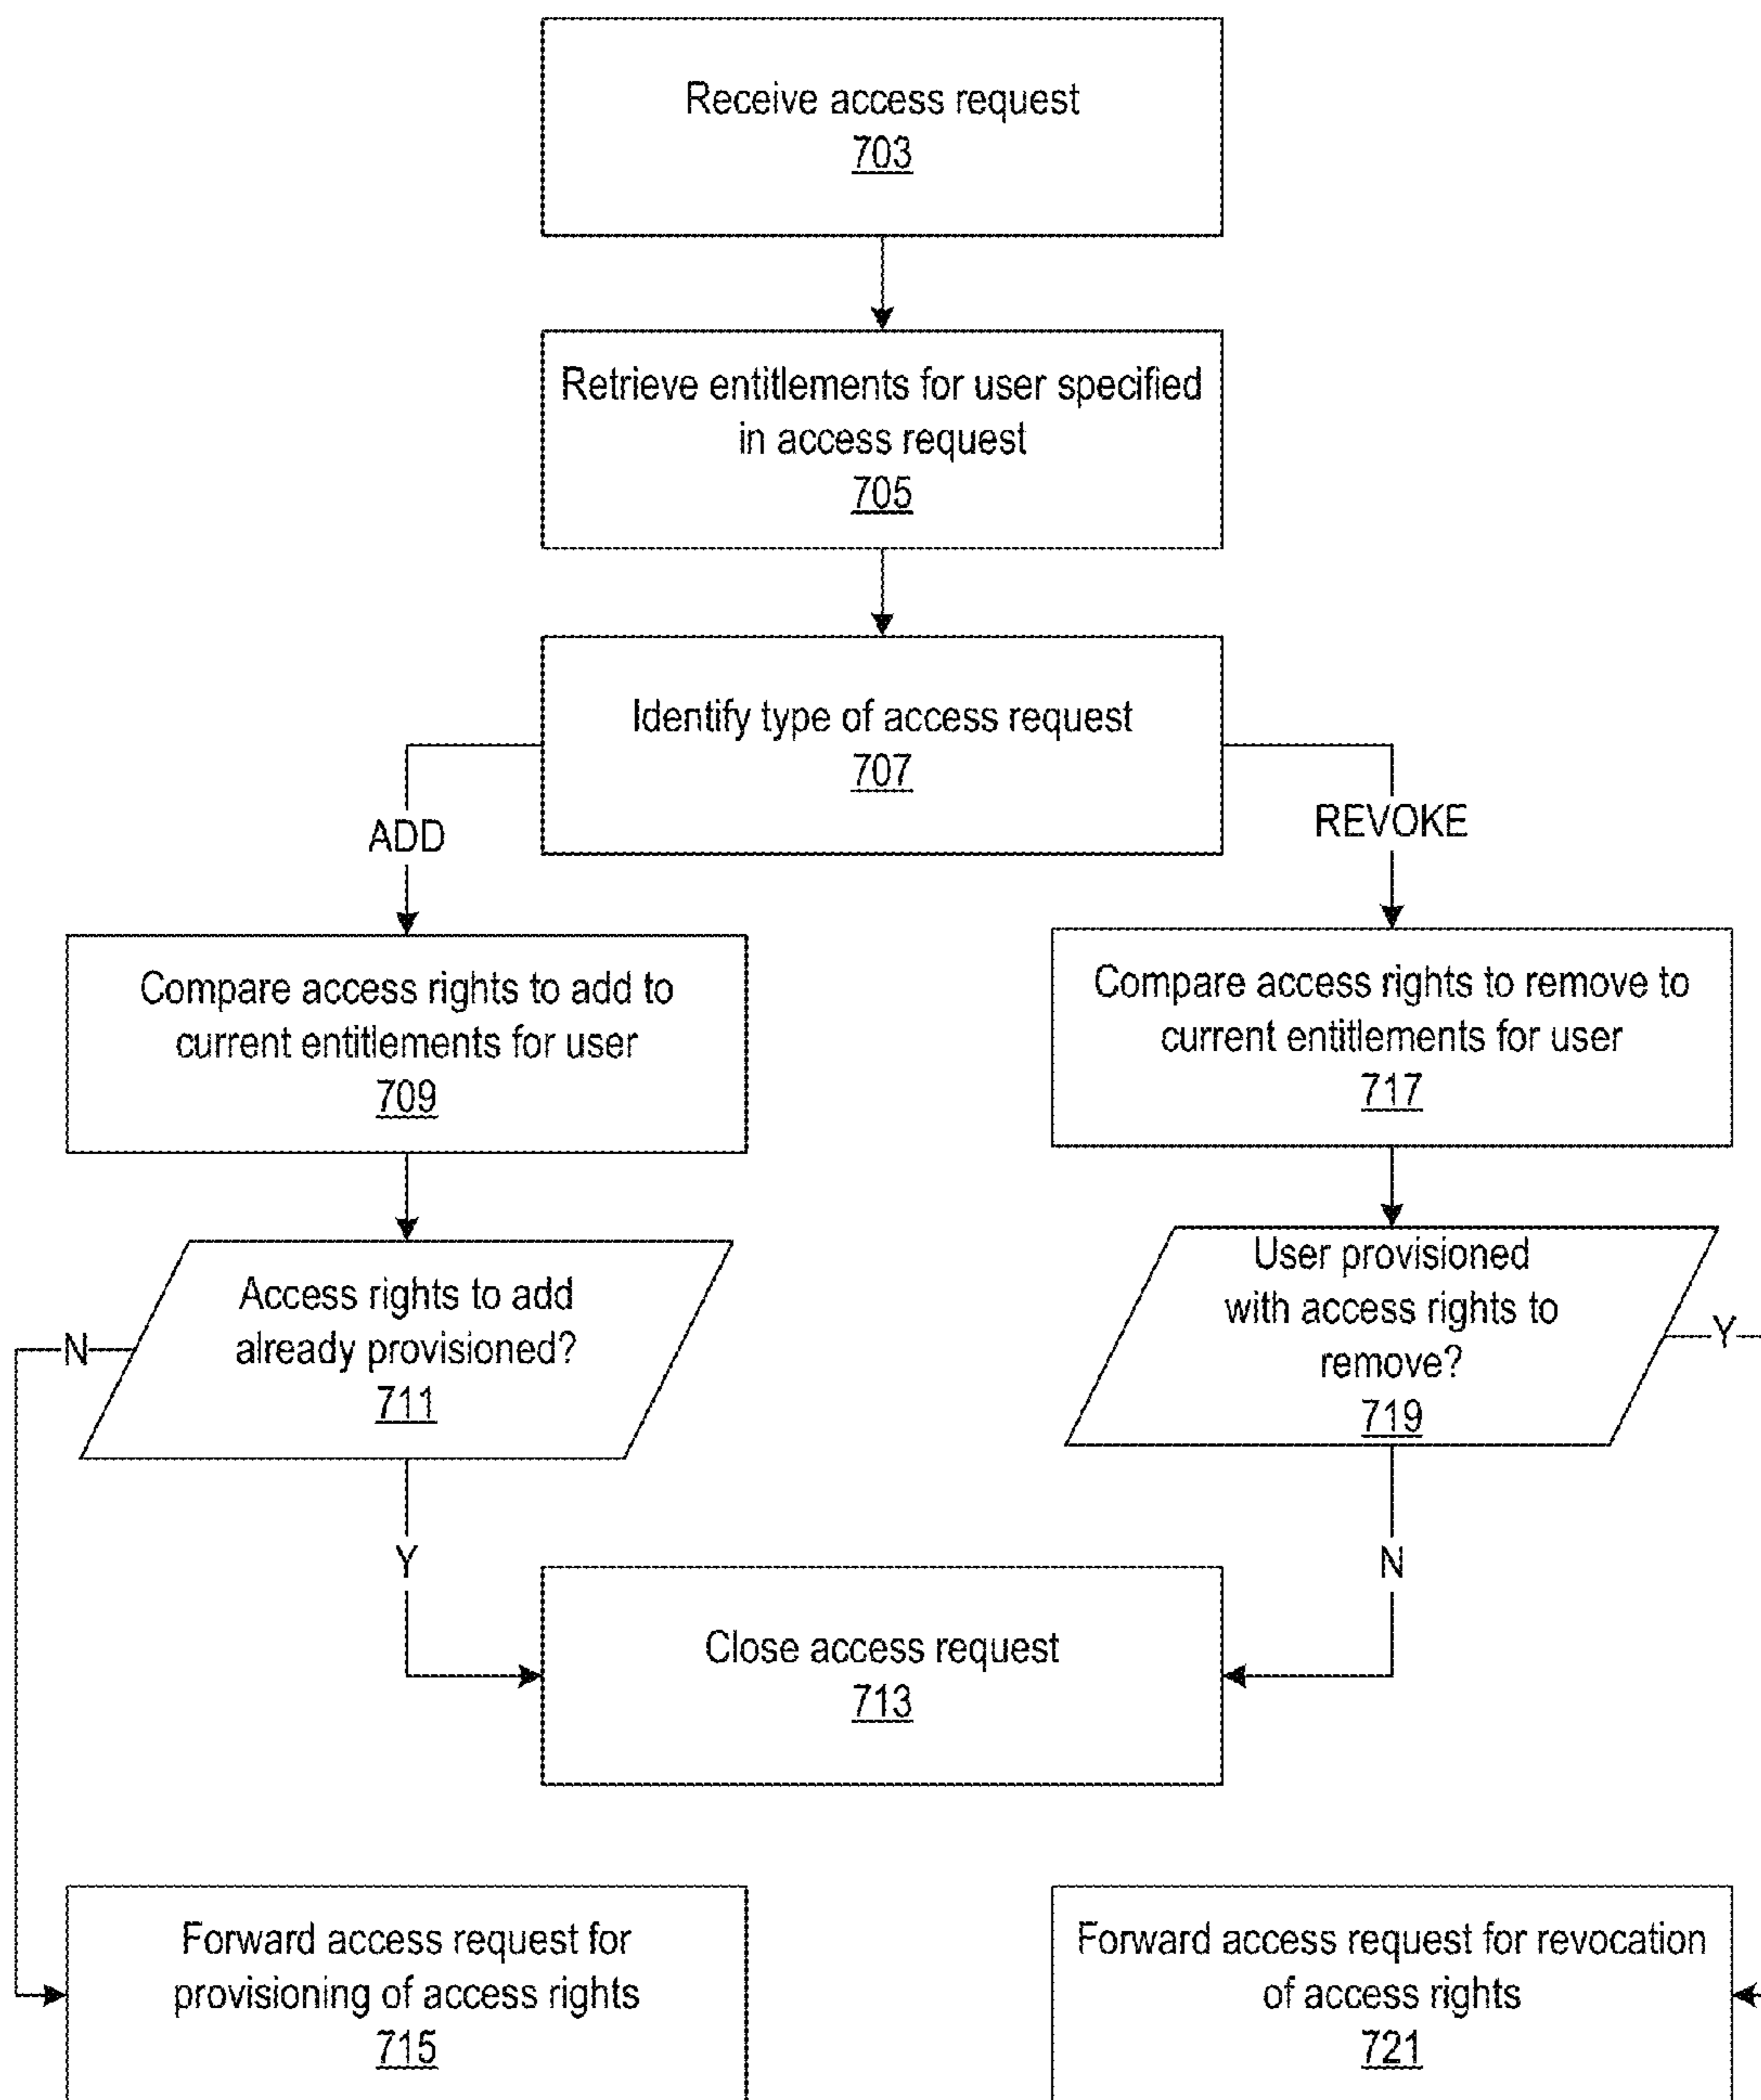 Receive access request
703
Retrieve entitlements for user specified
in access request
705
Identify type of access request
707
ADD
REVOKE
Compare access rights to add to
current entitlements for user
709
Compare access rights to remove to
current entitlements for user
717
Access rights to add
already provisioned?
711
N
User provisioned
with access rights to
remove?
719
Y
Y
N
Close access request
713
Forward access request for
provisioning of access rights
715
Forward access request for revocation
of access rights
721